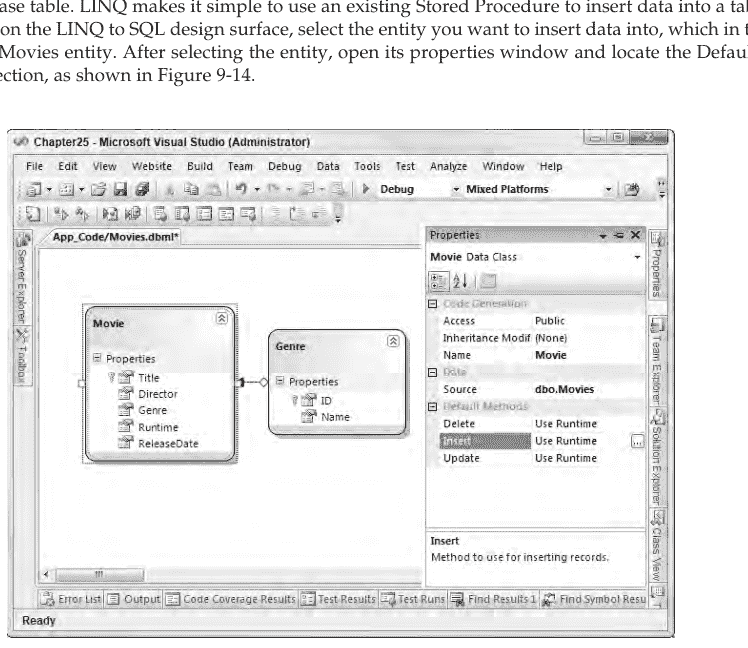 ase table. LINQ makes it simple to use an existing Stored Procedure to insert data into a tab
on the LINQ to SQL design surface, select the entity you want to insert data into, which in t
Movies entity. After selecting the entity, open its properties window and locate the Defaul
ection, as shown in Figure 9-14.
Chapter25 - Microsoft Visual Studio (Administrator)
File Edit View Website Build Team Debug Data Tools Test Analyze Window Help
Debug Mixed Platforms
App_Code/Movies.dbml*
Server Explorer
Toolbox
Movie
Properties
Title
Director
Genre
Runtime
ReleaseDate
Genre
Properties
ID
Name
Properties
Movie Data Class
Code Generation
Access Public
Inheritance Modif (None)
Name Movie
Data
Source dbo.Movies
Default Methods
Delete Use Runtime
Insert Use Runtime
Update Use Runtime
Insert
Method to use for inserting records.
Properties
Team Explorer
Solution Explorer
Class View
Error List Output Code Coverage Results Test Results Test Runs Find Results 1 Find Symbol Resu
Ready